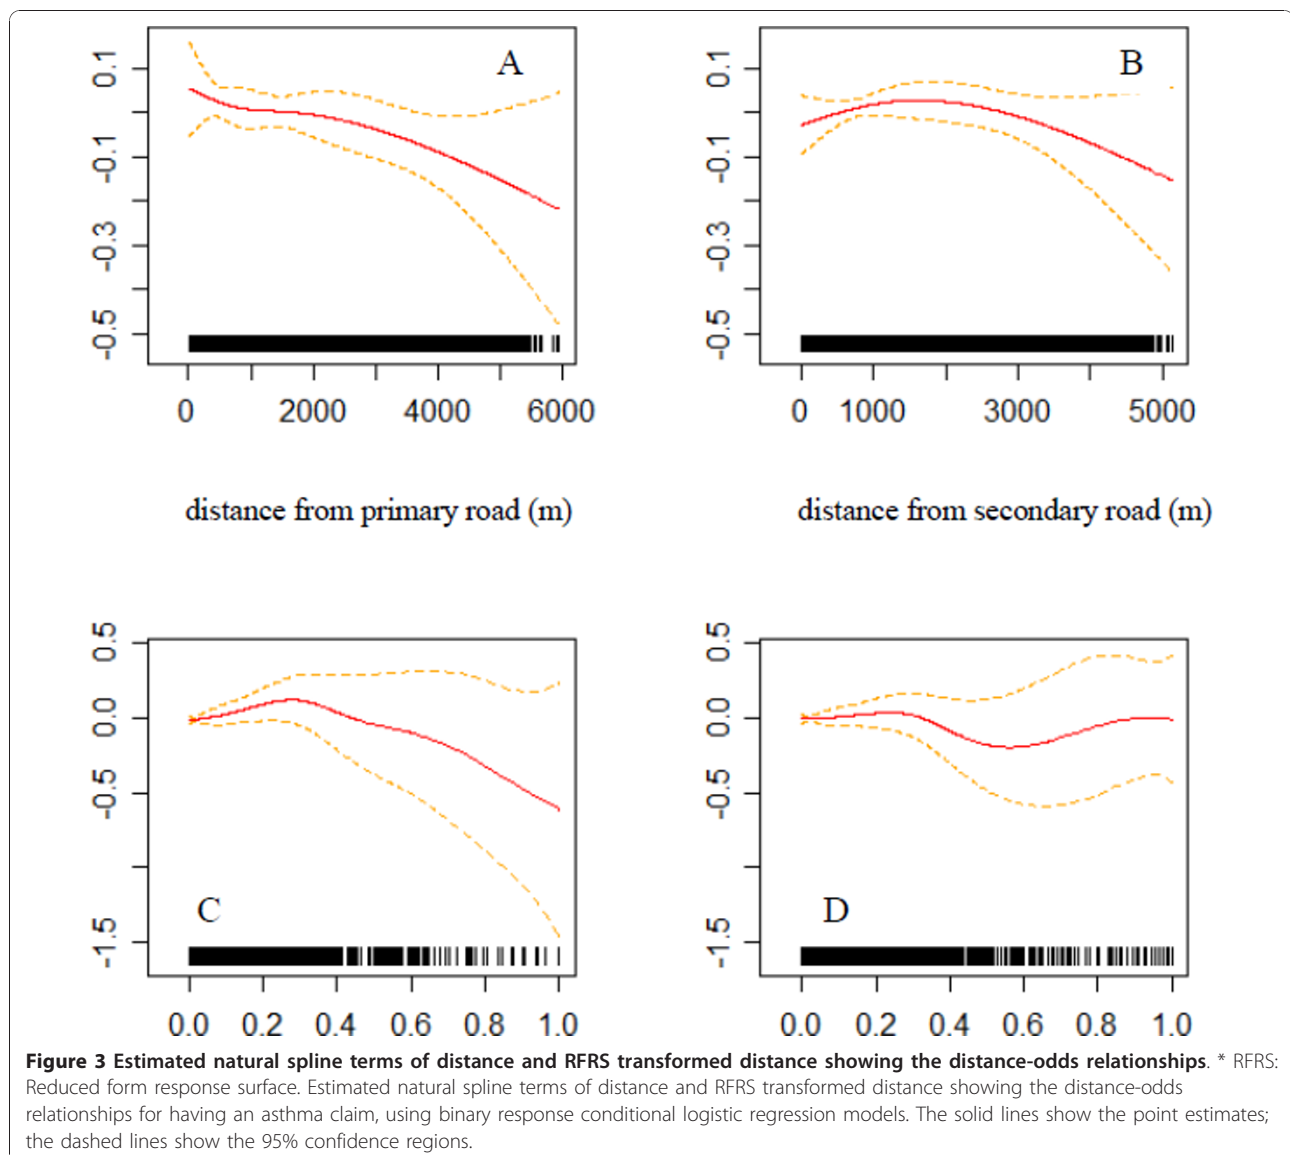 A
B
0.1
-0.1
-0.3
-0.5
0.1
-0.1
-0.3
-0.5
0 2000 4000 6000
0 1000 3000 5000
distance from primary road (m)
distance from secondary road (m)
0.5
0.0
-0.5
-1.5
0.5
0.0
-0.5
-1.5
C
D
0.0 0.2 0.4 0.6 0.8 1.0
0.0 0.2 0.4 0.6 0.8 1.0
Figure 3 Estimated natural spline terms of distance and RFRS transformed distance showing the distance-odds relationships. * RFRS:
Reduced form response surface. Estimated natural spline terms of distance and RFRS transformed distance showing the distance-odds
relationships for having an asthma claim, using binary response conditional logistic regression models. The solid lines show the point estimates;
the dashed lines show the 95% confidence regions.